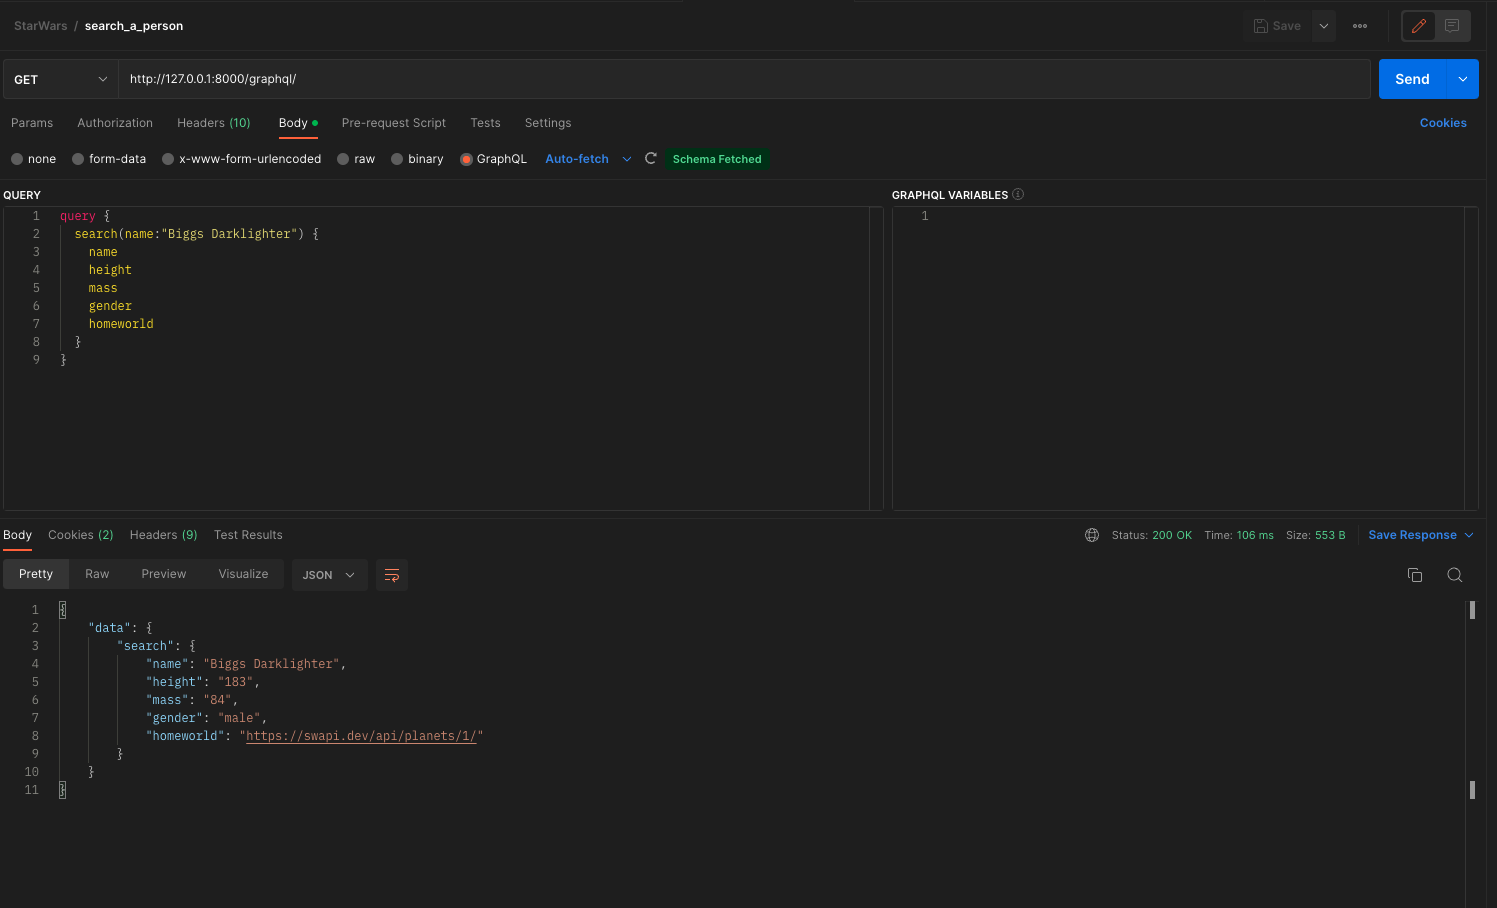 StarWars / search_a_person
Save
GET http://127.0.0.1:8000/graphql/ Send
Params Authorization Headers (10) Body Pre-request Script Tests Settings Cookies
none form-data x-www-form-urlencoded raw binary GraphQL Auto-fetch Schema Fetched
QUERY
1 query {
2 search(name:"Biggs Darklighter") {
3 name
4 height
5 mass
6 gender
7 homeworld
8 }
9 }
GRAPHQL VARIABLES
1
Body Cookies (2) Headers (9) Test Results Status: 200 OK Time: 106 ms Size: 553 B Save Response
Pretty Raw Preview Visualize JSON
1 {
2 "data": {
3 "search": {
4 "name": "Biggs Darklighter",
5 "height": "183",
6 "mass": "84",
7 "gender": "male",
8 "homeworld": "https://swapi.dev/api/planets/1/"
9 }
10 }
11 }